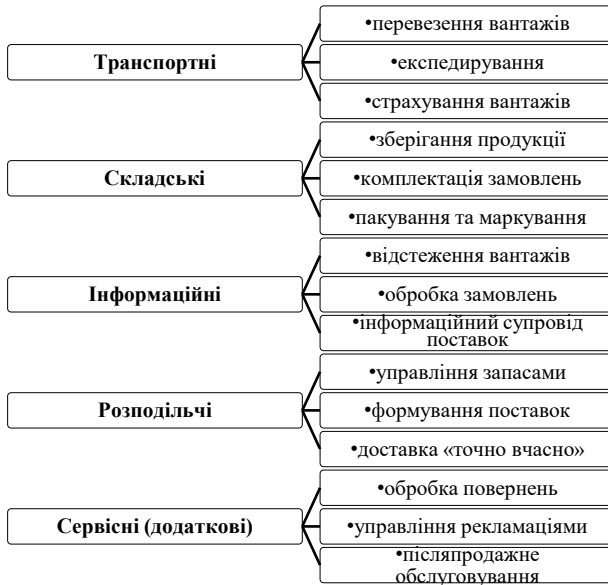 Транспортні
•перевезення вантажів
•експедирування
•страхування вантажів
Складські
•зберігання продукції
•комплектація замовлень
•пакування та маркування
Інформаційні
•відстеження вантажів
•обробка замовлень
•інформаційний супровід
поставок
Розподільчі
•управління запасами
•формування поставок
•доставка «точно вчасно»
Сервісні (додаткові)
•обробка повернень
•управління рекламаціями
•післяпродажне
обслуговування